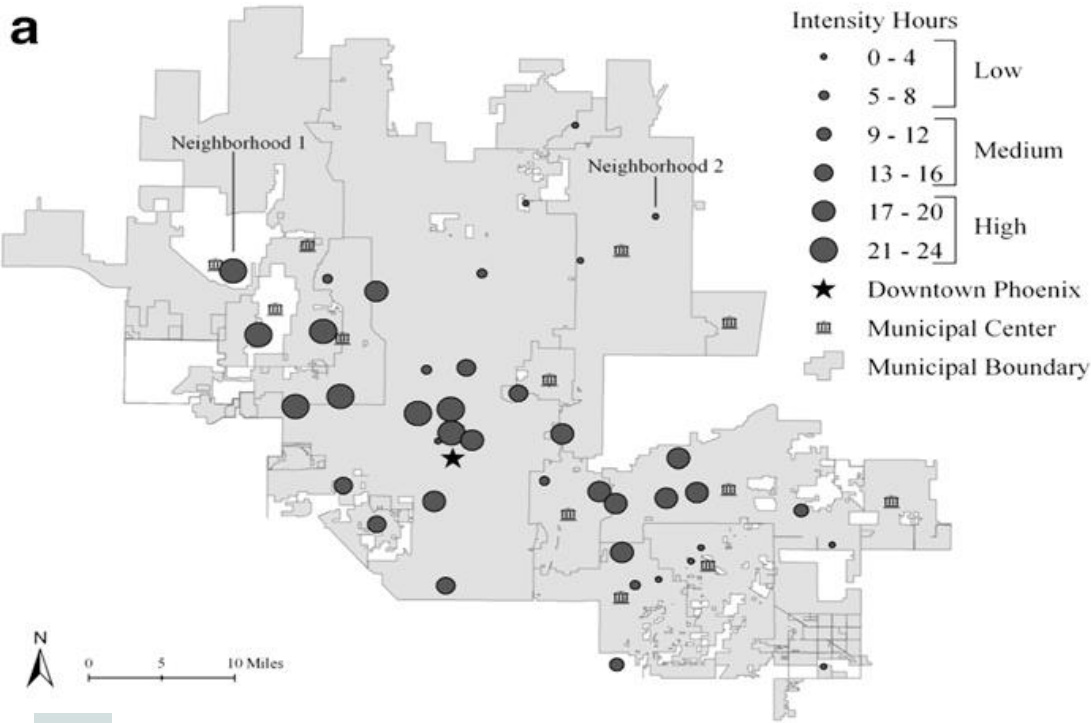 a
Intensity Hours
0 - 4
5 - 8
Low
9 - 12
13 - 16
Medium
17 - 20
21 - 24
High
Downtown Phoenix
Municipal Center
Municipal Boundary
Neighborhood 1
Neighborhood 2
N
0 5 10 Miles